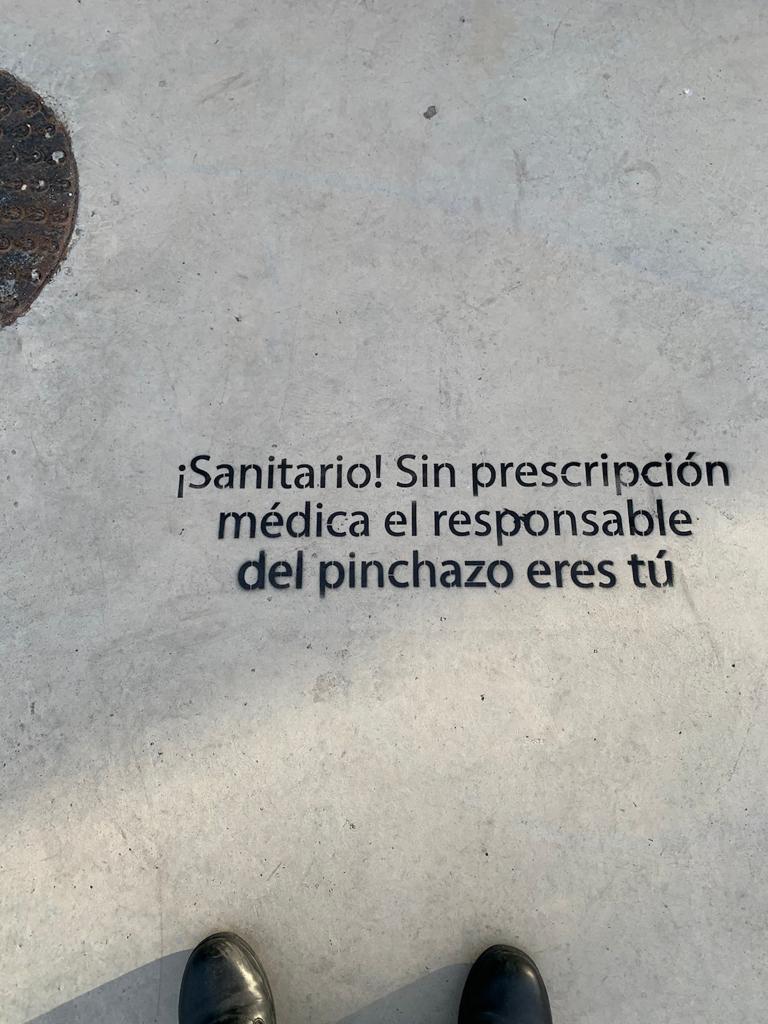 ¡Sanitario! Sin prescripción
médica el responsable
del pinchazo eres tú